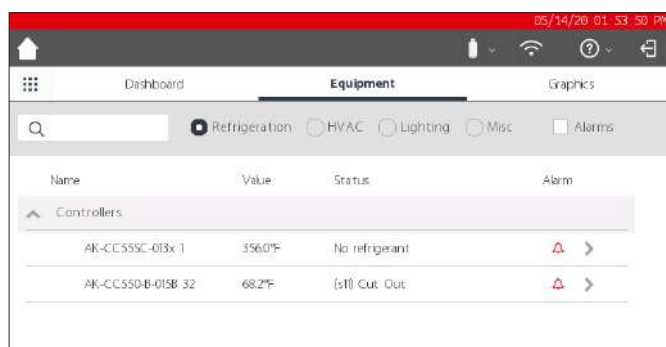 05/14/20 01 53 50 PM
Dashboard Equipment Graphics
Refrigeration HVAC Lighting Misc Alarms
Name Value Status Alarm
Controllers
AK-CC55SC-013x 1 356.0°F No refrigerant
AK-CC550-B-015B 32 68.2°F (s11) Cut Out